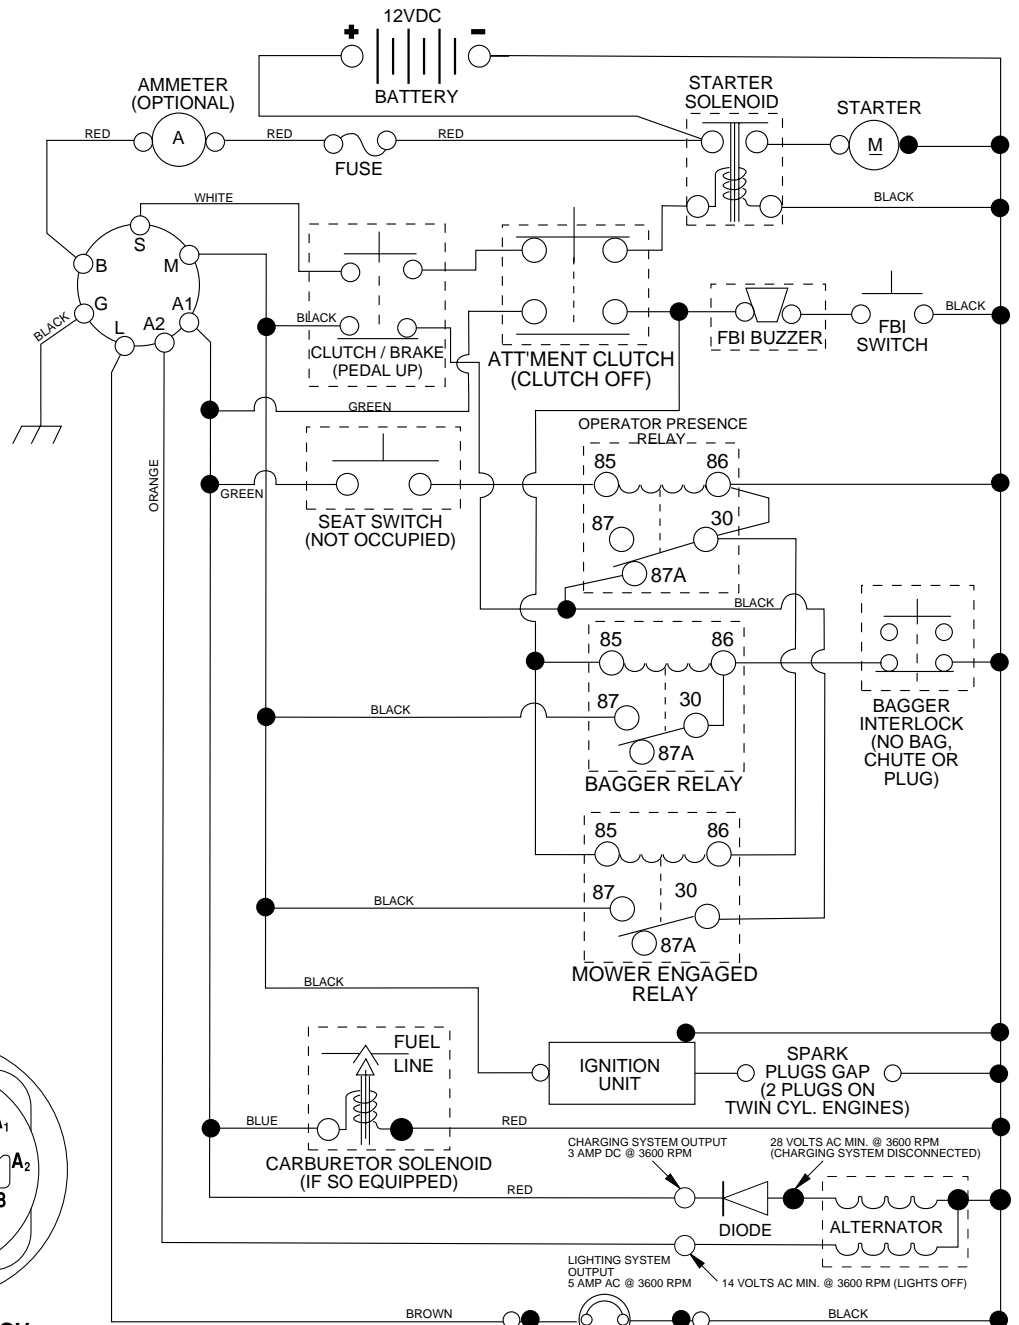 12VDC
+
-
BATTERY
AMMETER
(OPTIONAL)
A
RED
RED
RED
FUSE
STARTER
SOLENOID
STARTER
M
BLACK
WHITE
S
B
M
G
A1
L
A2
BLACK
BLACK
CLUTCH / BRAKE
(PEDAL UP)
ATT'MENT CLUTCH
(CLUTCH OFF)
FBI BUZZER
FBI
SWITCH
BLACK
GREEN
ORANGE
GREEN
SEAT SWITCH
(NOT OCCUPIED)
OPERATOR PRESENCE
RELAY
85
86
87
30
87A
BLACK
85
86
87
30
87A
BLACK
BAGGER RELAY
BAGGER
INTERLOCK
(NO BAG,
CHUTE OR
PLUG)
85
86
87
30
87A
BLACK
MOWER ENGAGED
RELAY
BLACK
IGNITION
UNIT
SPARK
PLUGS GAP
(2 PLUGS ON
TWIN CYL. ENGINES)
FUEL
LINE
BLUE
RED
CARBURETOR SOLENOID
(IF SO EQUIPPED)
CHARGING SYSTEM OUTPUT
3 AMP DC @ 3600 RPM
28 VOLTS AC MIN. @ 3600 RPM
(CHARGING SYSTEM DISCONNECTED)
RED
DIODE
ALTERNATOR
LIGHTING SYSTEM
OUTPUT
5 AMP AC @ 3600 RPM
14 VOLTS AC MIN. @ 3600 RPM (LIGHTS OFF)
BROWN
BLACK
A2